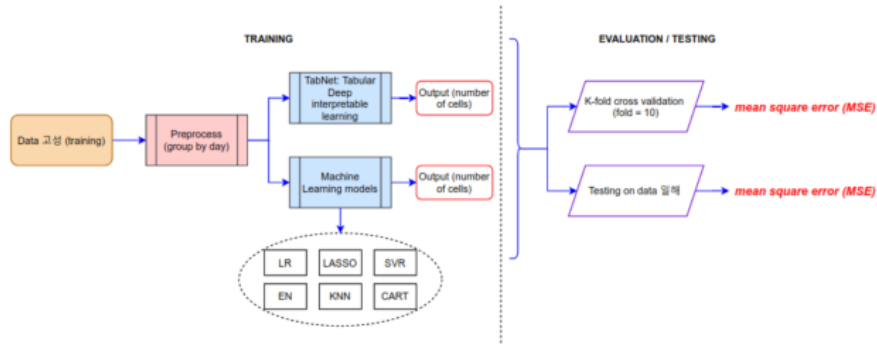 TRAINING
EVALUATION / TESTING
Data 고성 (training)
Preprocess
(group by day)
TabNet: Tabular
Deep
interpretable
learning
Output (number
of cells)
Machine
Learning models
Output (number
of cells)
LR
LASSO
SVR
EN
KNN
CART
K-fold cross validation
(fold = 10)
mean square error (MSE)
Testing on data 일해
mean square error (MSE)